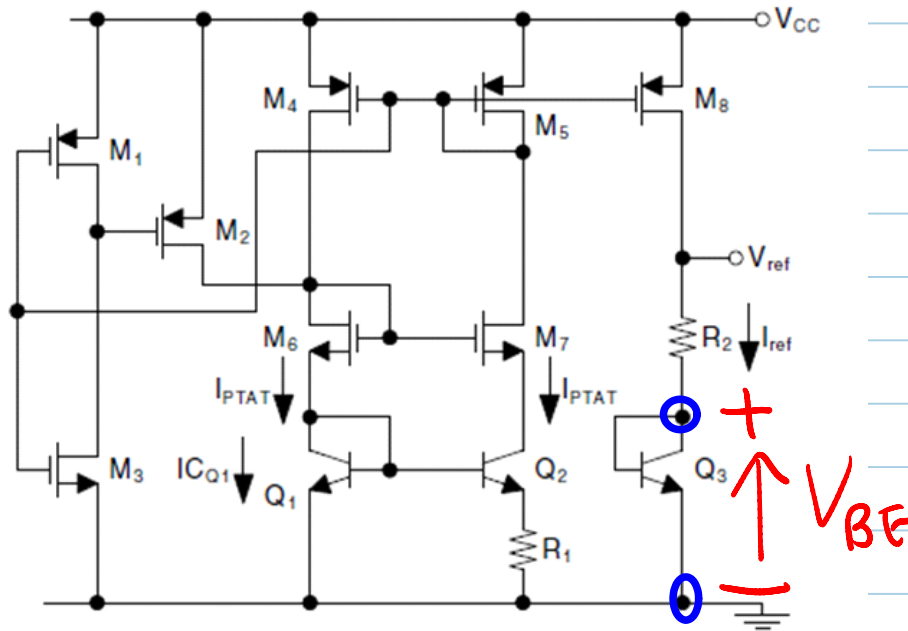 VCC
M4
M5
M8
M1
M2
Vref
M6
M7
R2
Iref
IPTAT
IPTAT
+
ICQ1
M3
Q1
Q2
Q3
VBE
R1
−